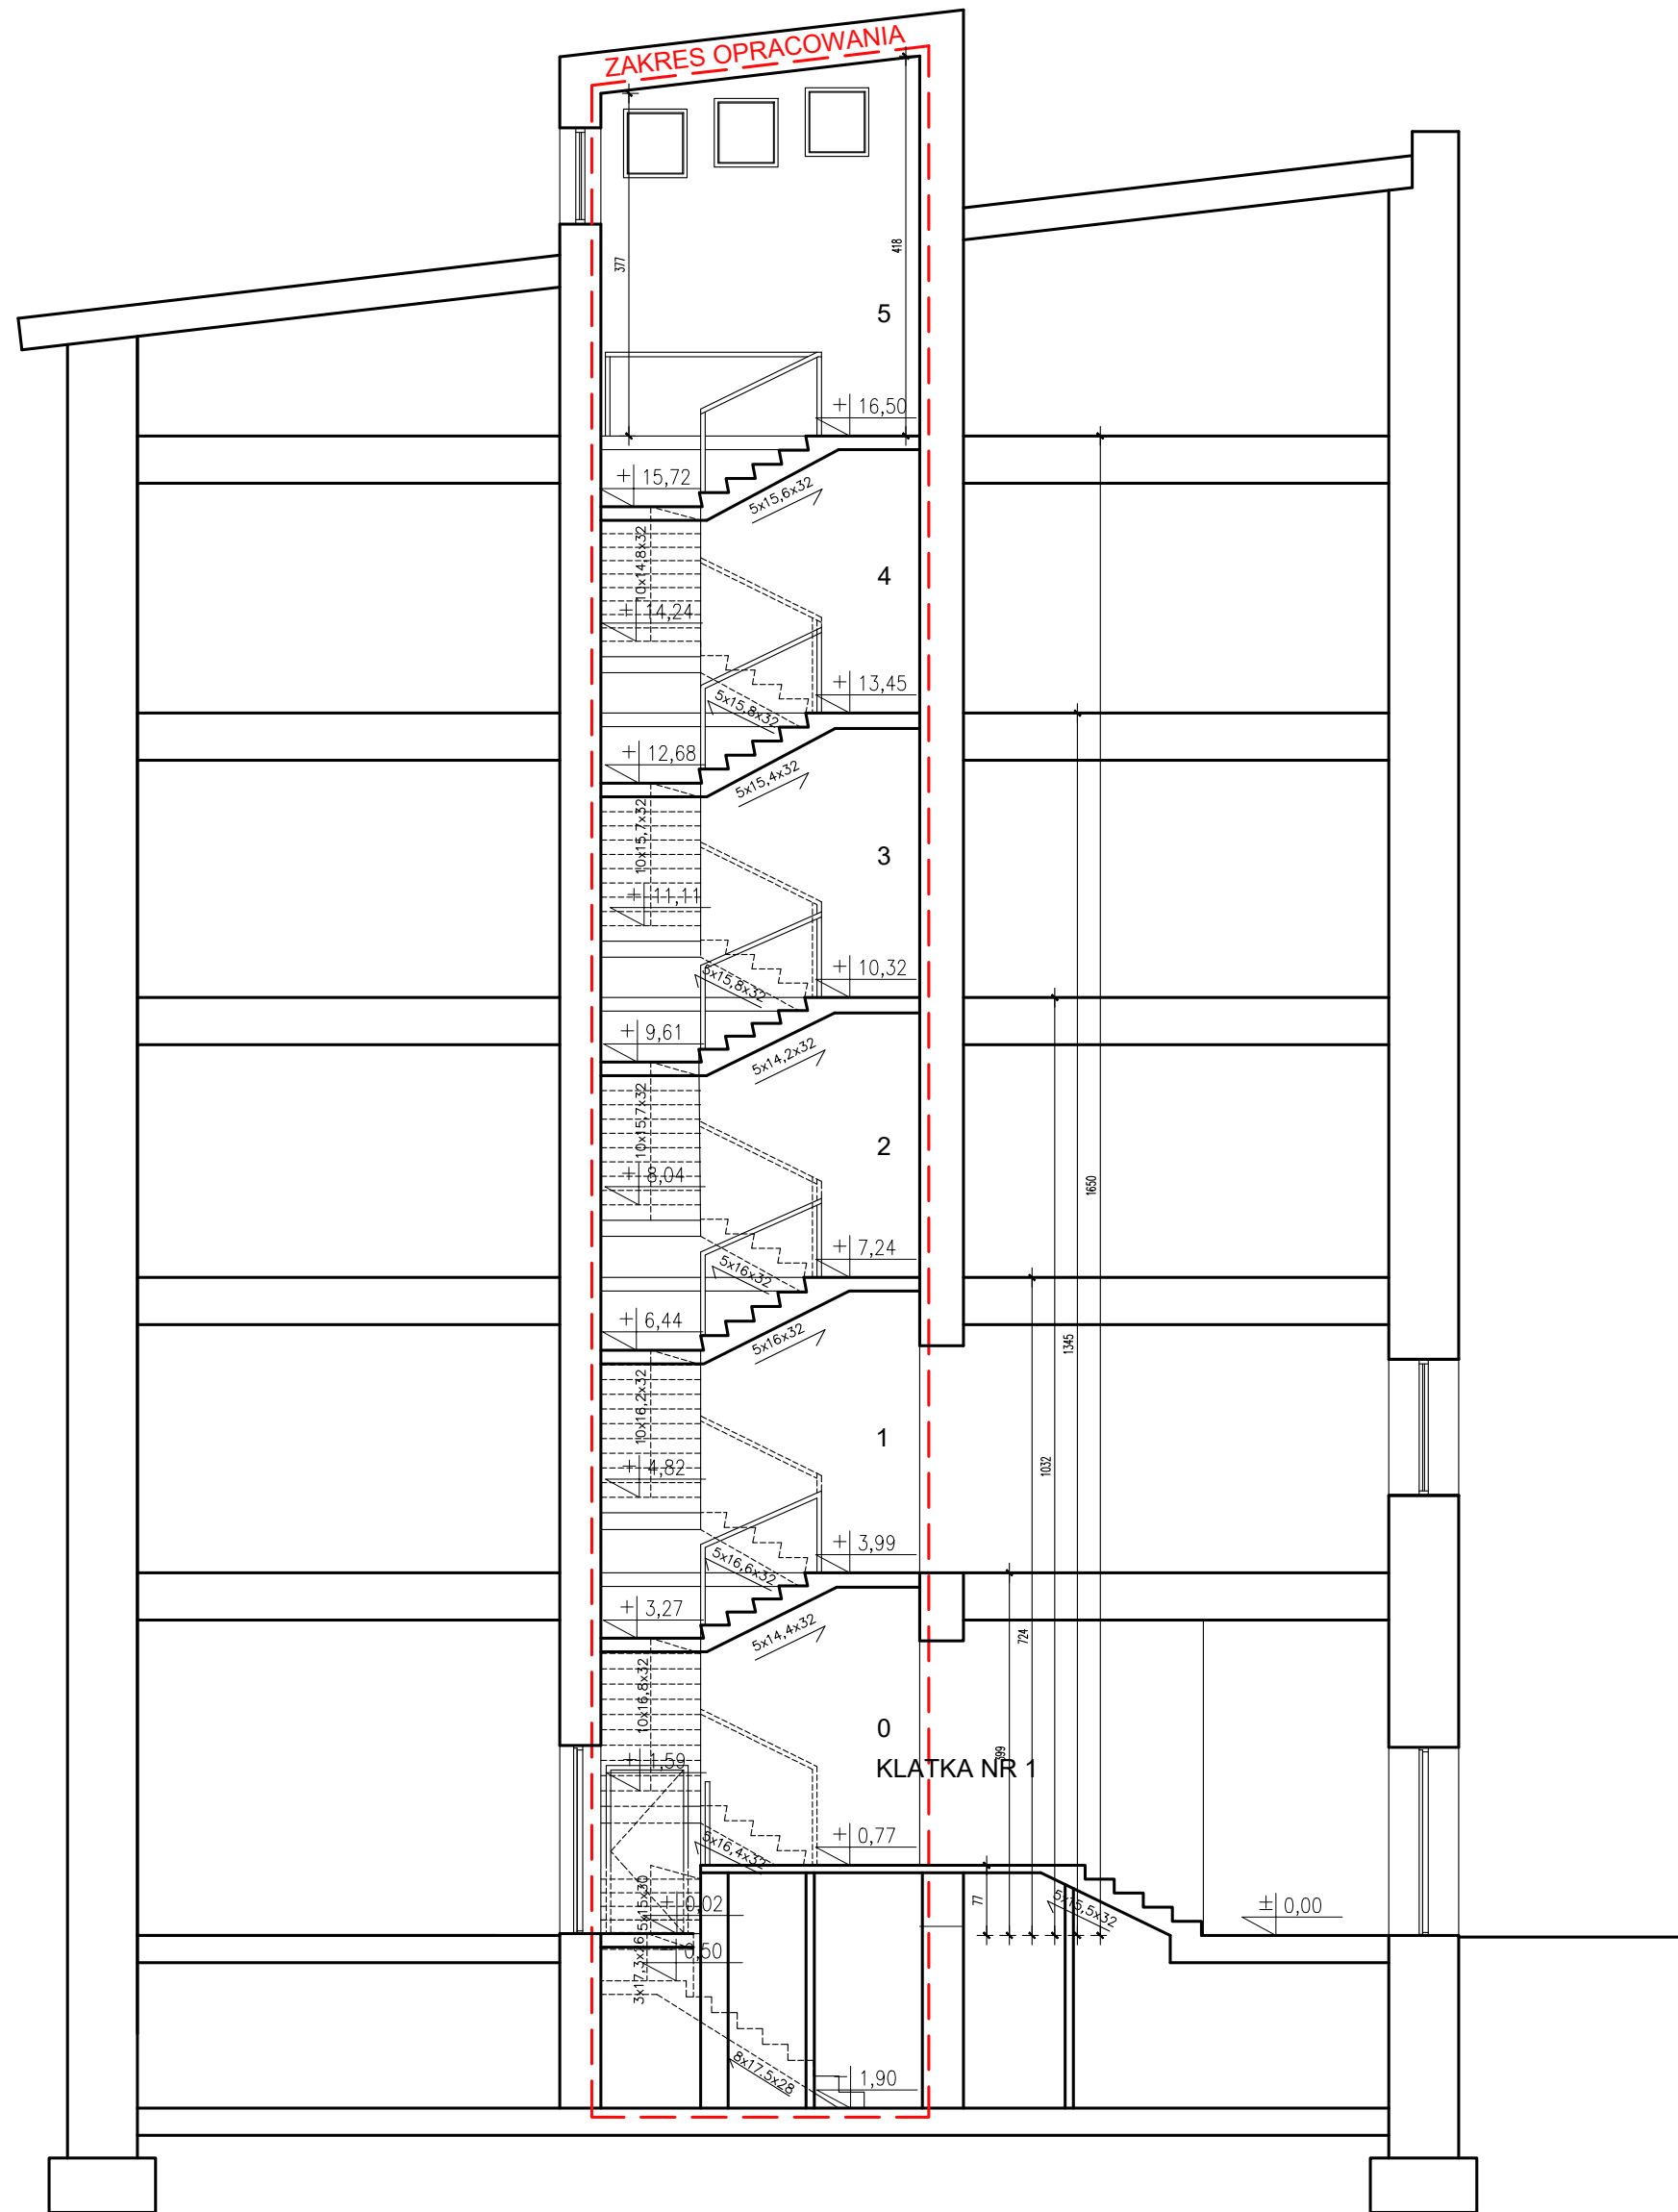 ZAKRES OPRACOWANIA
377
418
5
+ 16,50
+ 15,72
5x15,6x32
10x14,8x32
4
+ 14,24
+ 13,45
5x15,8x32
+ 12,68
5x15,4x32
10x15,7x32
3
+ 11,11
+ 10,32
5x15,8x32
+ 9,61
5x14,2x32
10x15,7x32
2
+ 8,04
1650
+ 7,24
5x16x32
+ 6,44
5x16x32
1345
10x16,2x32
1
+ 4,82
1032
+ 3,99
5x16,6x32
+ 3,27
5x14,4x32
724
10x16,8x32
0
399
KLATKA NR 1
+ 1,59
+ 0,77
5x16,4x32
77
5x15,5x32
± 0,00
0,02
5x15x30
0,50
3x17,3x26
8x17.5x28
1,90